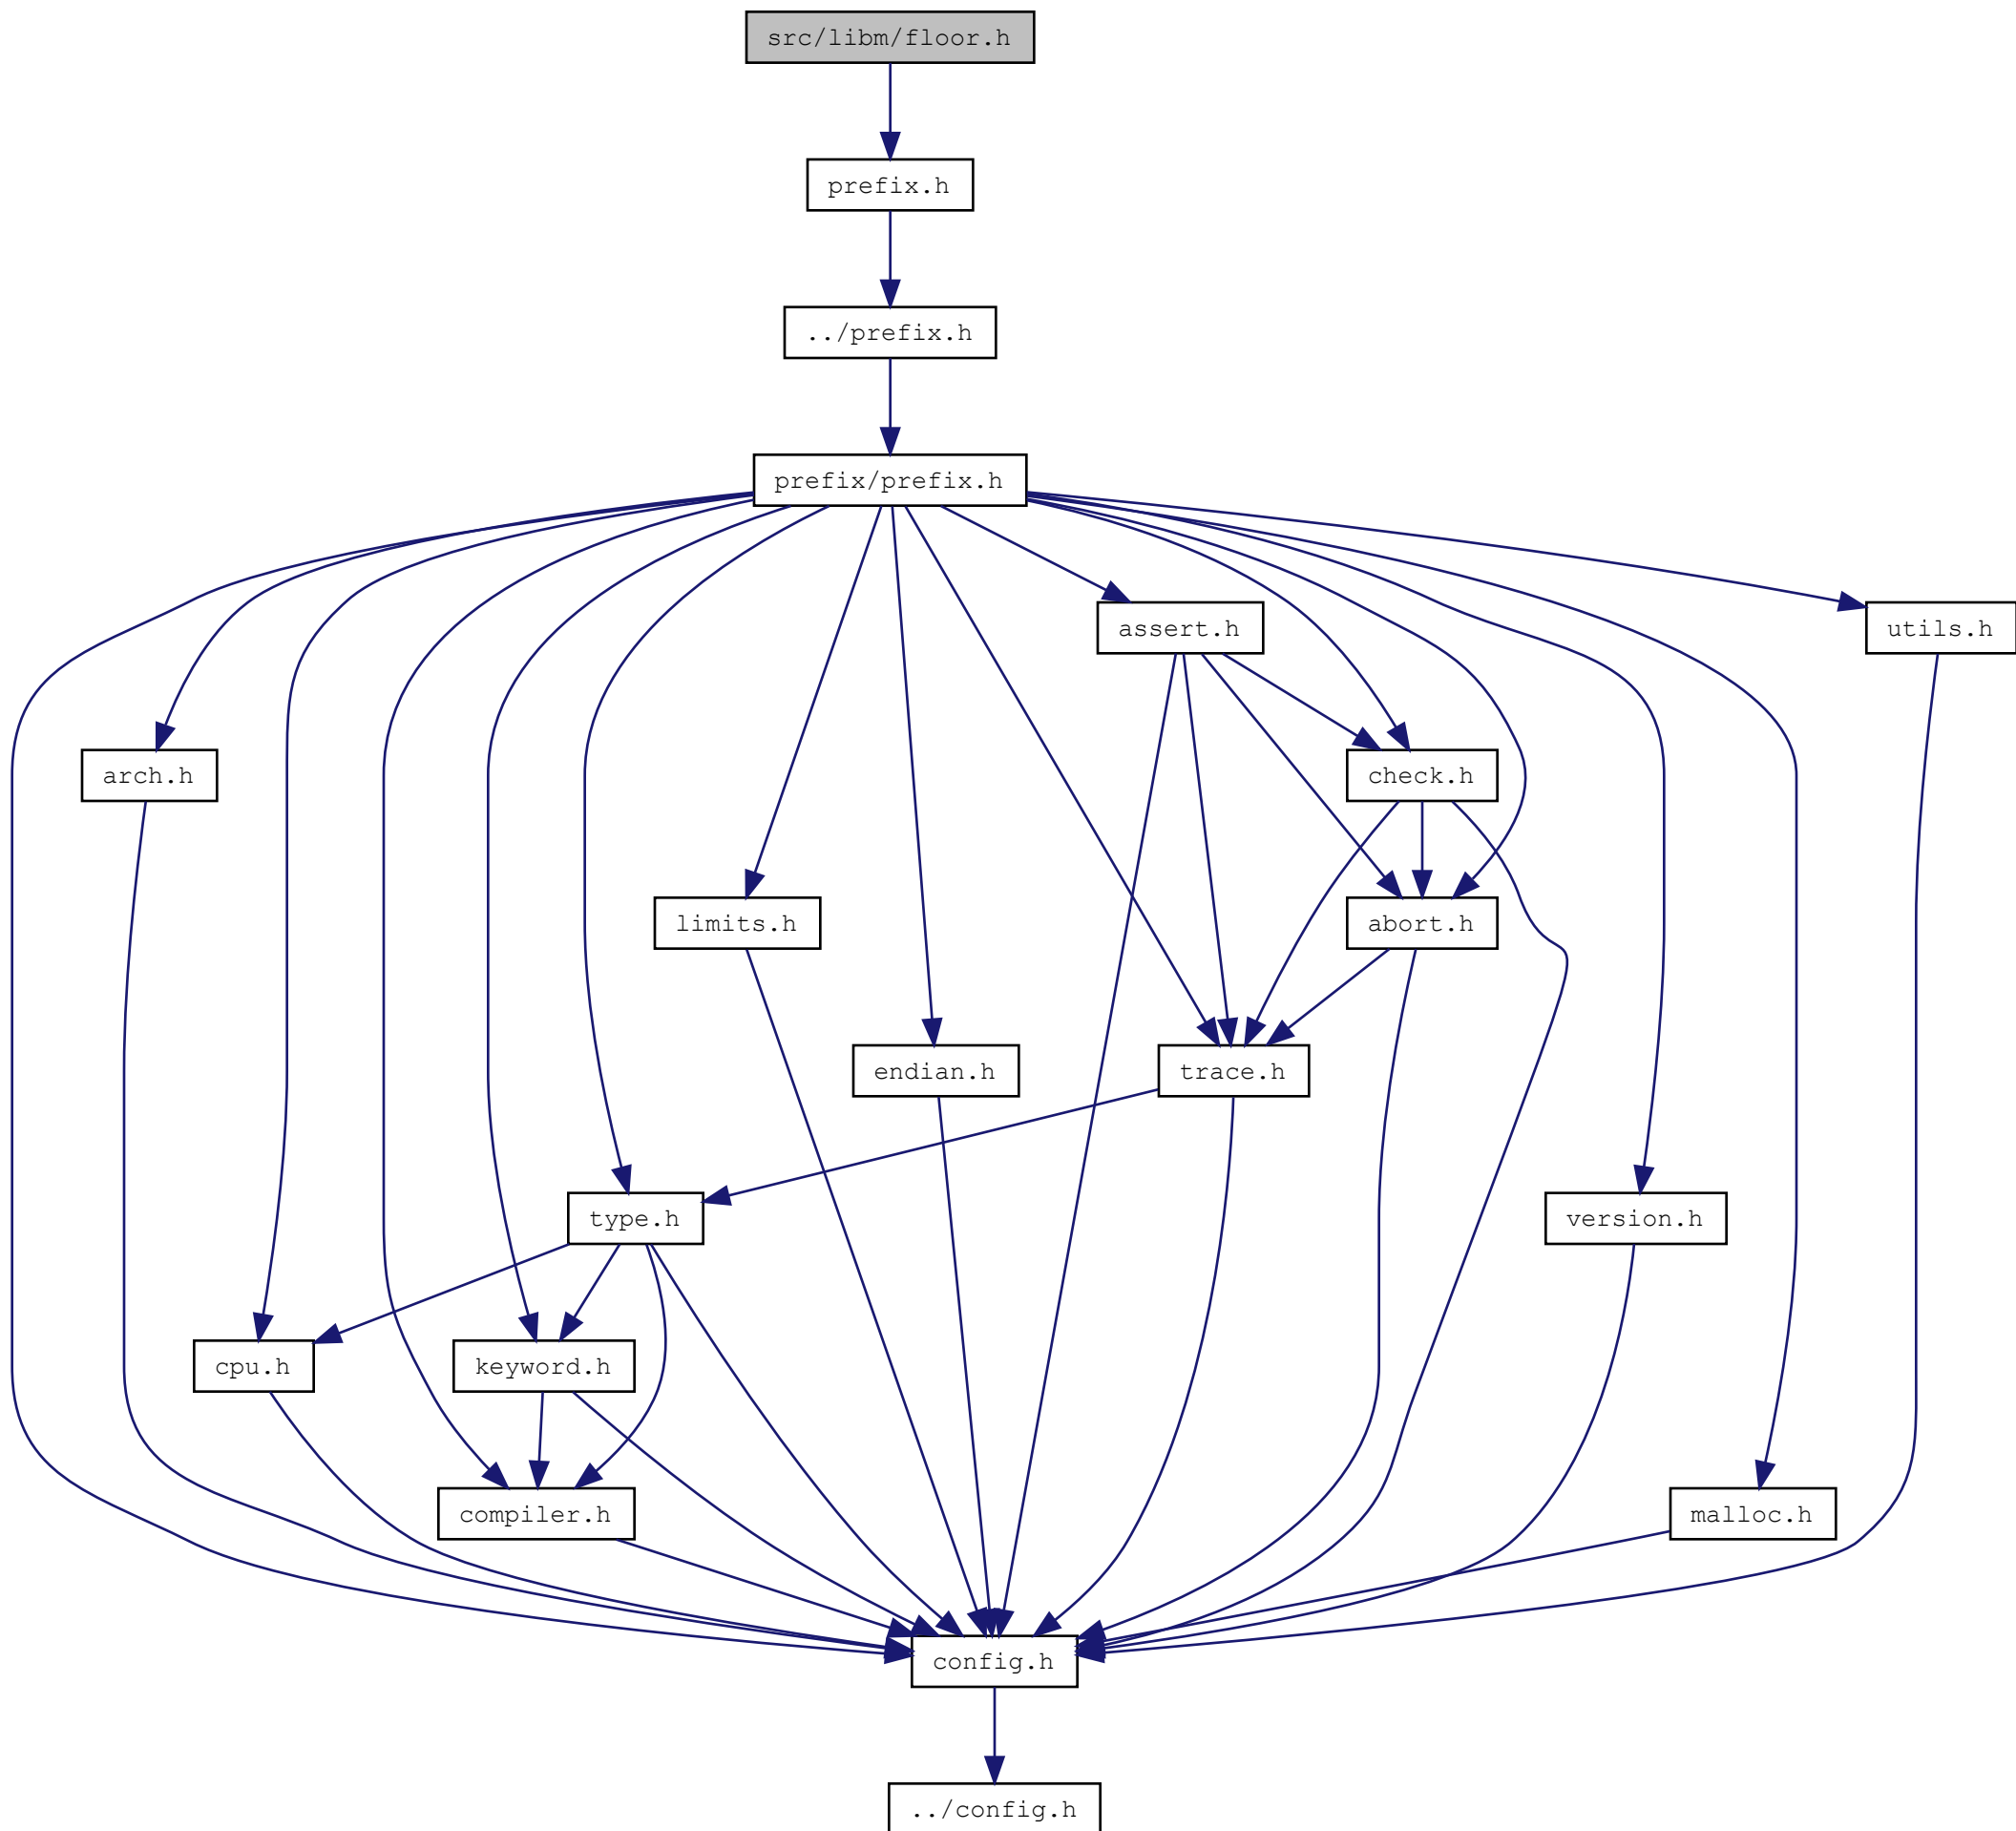 src/libm/floor.h
prefix.h
../prefix.h
prefix/prefix.h
assert.h
utils.h
arch.h
check.h
limits.h
abort.h
endian.h
trace.h
type.h
version.h
cpu.h
keyword.h
compiler.h
malloc.h
config.h
../config.h